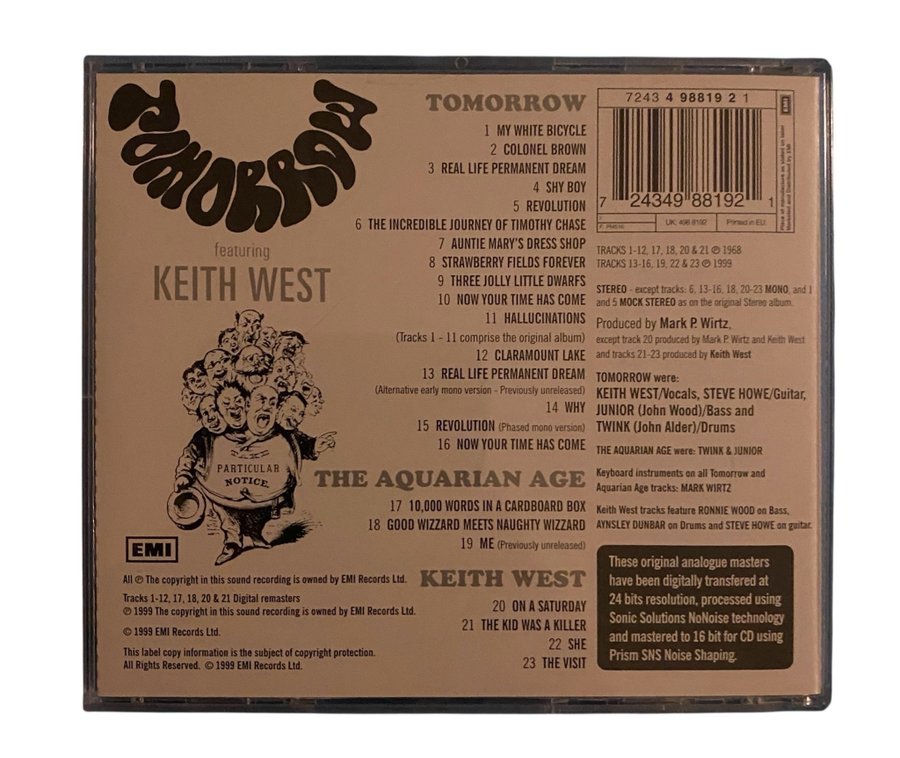 TOMORROW
featuring
KEITH WEST
PARTICULAR
NOTICE.
EMI
All ℗ The copyright in this sound recording is owned by EMI Records Ltd.
Tracks 1-12, 17, 18, 20 & 21 Digital remasters
℗ 1999 The copyright in this sound recording is owned by EMI Records Ltd.
© 1999 EMI Records Ltd.
This label copy information is the subject of copyright protection.
All Rights Reserved. © 1999 EMI Records Ltd.
TOMORROW
1 MY WHITE BICYCLE
2 COLONEL BROWN
3 REAL LIFE PERMANENT DREAM
4 SHY BOY
5 REVOLUTION
6 THE INCREDIBLE JOURNEY OF TIMOTHY CHASE
7 AUNTIE MARY'S DRESS SHOP
8 STRAWBERRY FIELDS FOREVER
9 THREE JOLLY LITTLE DWARFS
10 NOW YOUR TIME HAS COME
11 HALLUCINATIONS
(Tracks 1 - 11 comprise the original album)
12 CLARAMOUNT LAKE
13 REAL LIFE PERMANENT DREAM
(Alternative early mono version - Previously unreleased)
14 WHY
15 REVOLUTION (Phased mono version)
16 NOW YOUR TIME HAS COME
THE AQUARIAN AGE
17 10,000 WORDS IN A CARDBOARD BOX
18 GOOD WIZZARD MEETS NAUGHTY WIZZARD
19 ME (Previously unreleased)
KEITH WEST
20 ON A SATURDAY
21 THE KID WAS A KILLER
22 SHE
23 THE VISIT
7243 4 98819 2 1
7 24349 88192 1
UK: 498 8192
Printed in EU
EMI
Marketed and Distributed by EMI
TRACKS 1-12, 17, 18, 20 & 21 ℗ 1968
TRACKS 13-16, 19, 22 & 23 ℗ 1999
STEREO - except tracks: 6, 13-16, 18, 20-23 MONO, and 1
and 5 MOCK STEREO as on the original Stereo album.
Produced by Mark P. Wirtz,
except track 20 produced by Mark P. Wirtz and Keith West
and tracks 21-23 produced by Keith West
TOMORROW were:
KEITH WEST/Vocals, STEVE HOWE/Guitar,
JUNIOR (John Wood)/Bass and
TWINK (John Alder)/Drums
THE AQUARIAN AGE were: TWINK & JUNIOR
Keyboard instruments on all Tomorrow and
Aquarian Age tracks: MARK WIRTZ
Keith West tracks feature RONNIE WOOD on Bass,
AYNSLEY DUNBAR on Drums and STEVE HOWE on guitar.
These original analogue masters
have been digitally transfered at
24 bits resolution, processed using
Sonic Solutions NoNoise technology
and mastered to 16 bit for CD using
Prism SNS Noise Shaping.